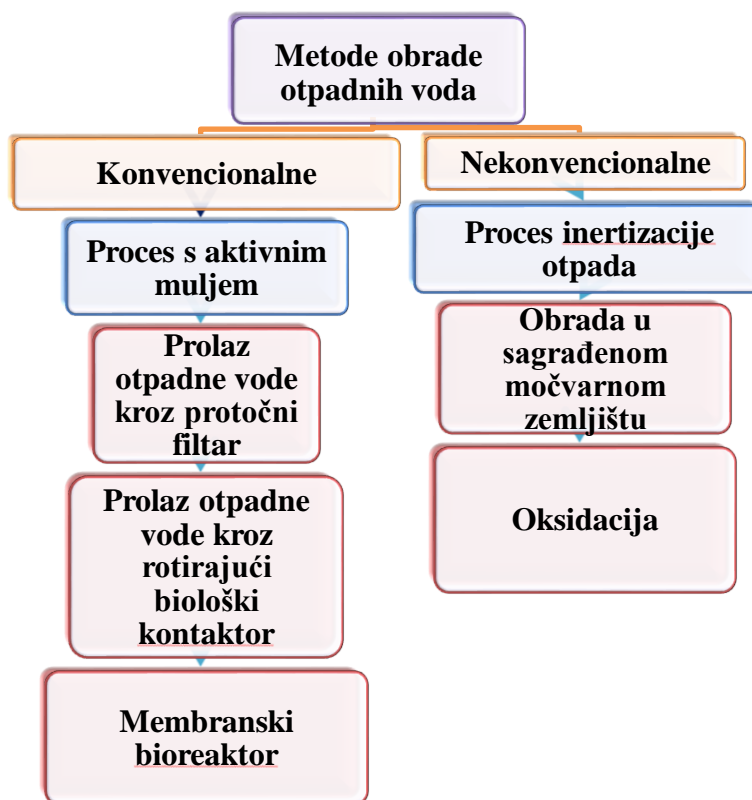 Metode obrade
otpadnih voda
Konvencionalne
Nekonvencionalne
Proces s aktivnim
muljem
Proces inertizacije
otpada
Prolaz
otpadne vode
kroz protočni
filtar
Obrada u
sagrađenom
močvarnom
zemljištu
Prolaz otpadne
vode kroz
rotirajući
biološki
kontaktor
Oksidacija
Membranski
bioreaktor